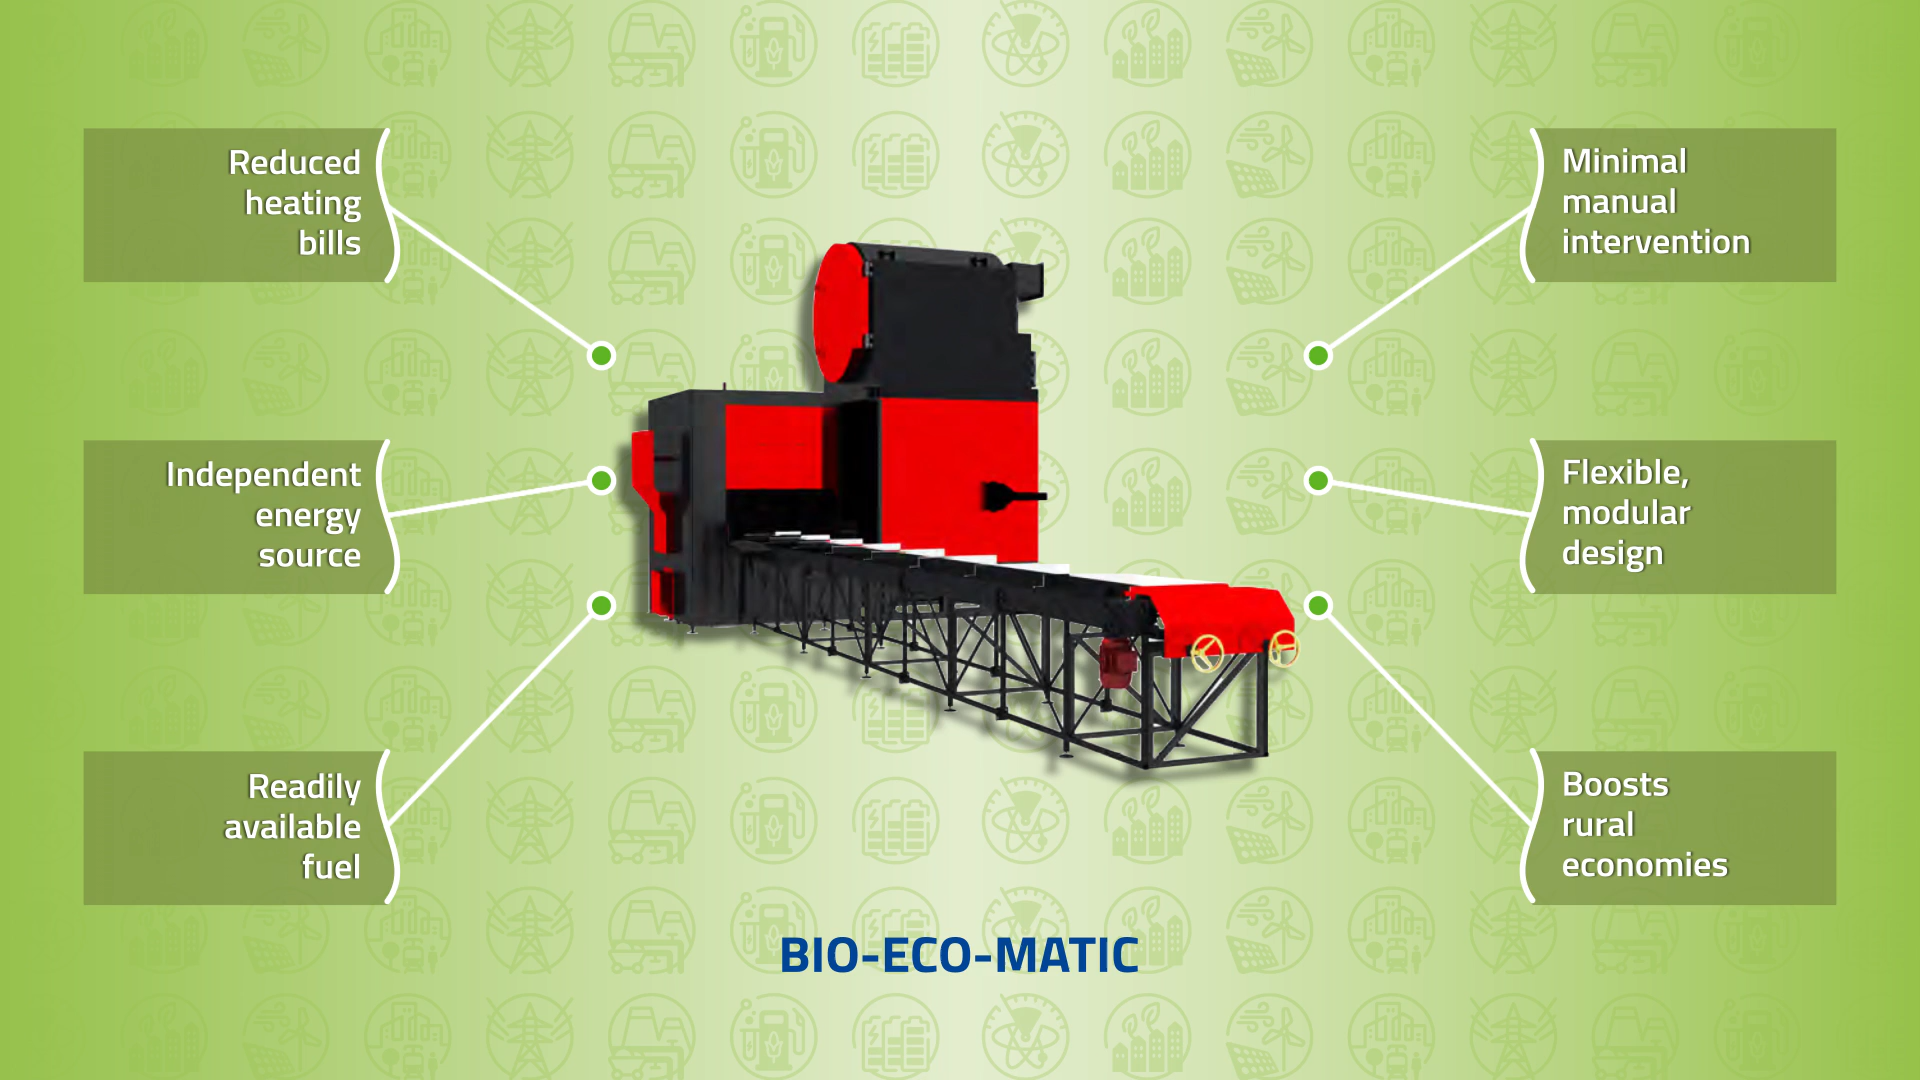 Reduced
heating
bills
Independent
energy
source
Readily
available
fuel
Minimal
manual
intervention
Flexible,
modular
design
Boosts
rural
economies
BIO-ECO-MATIC